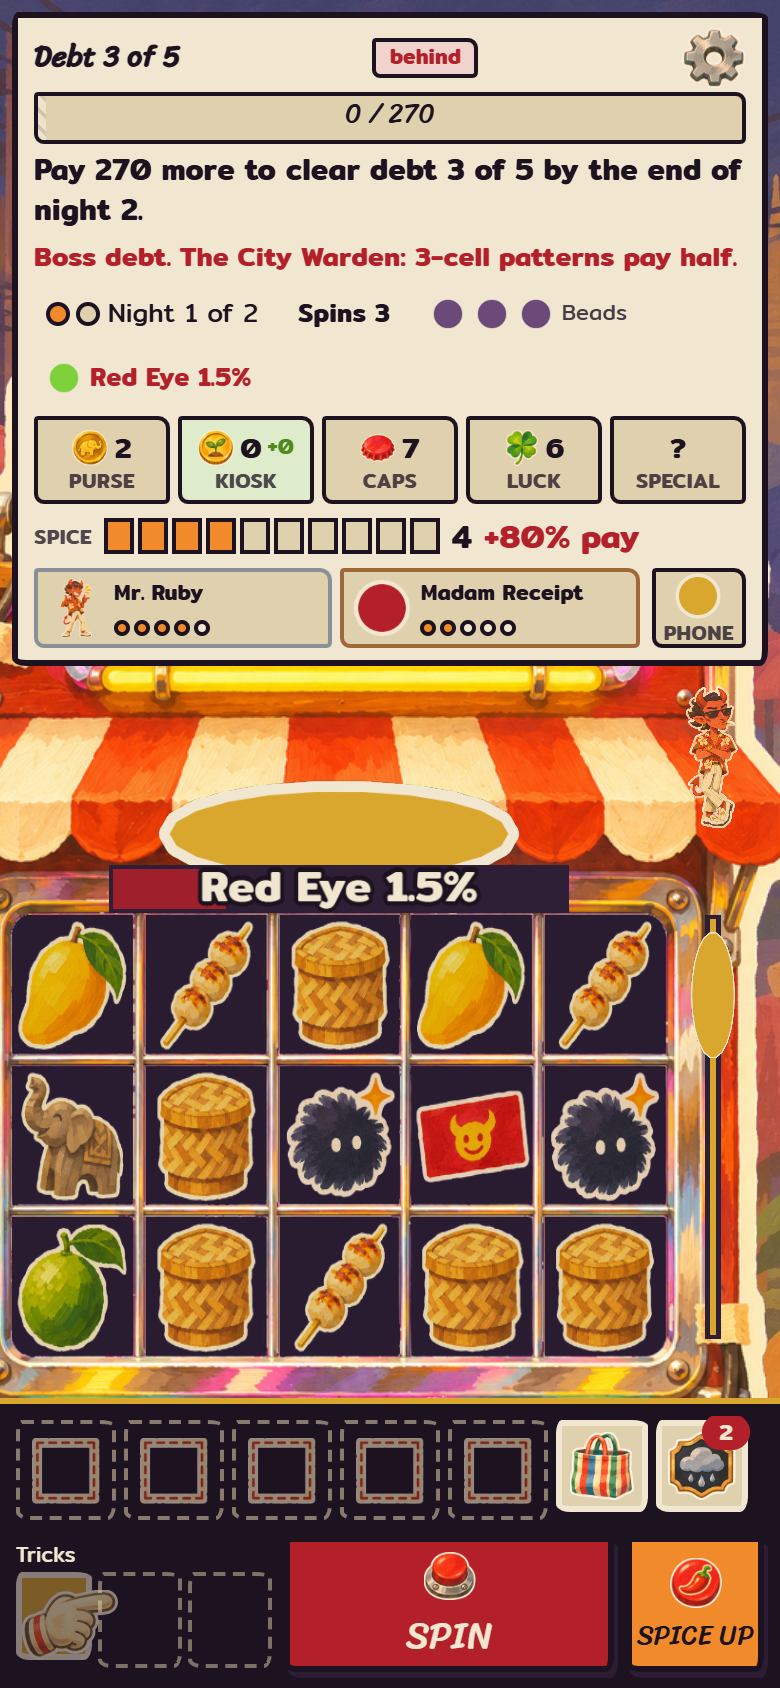 Debt 3 of 5
behind
0 / 270
Pay 270 more to clear debt 3 of 5 by the end of
night 2.
Boss debt. The City Warden: 3-cell patterns pay half.
Night 1 of 2 Spins 3 Beads
Red Eye 1.5%
2 0 +0 7 6 ?
PURSE KIOSK CAPS LUCK SPECIAL
SPICE 4 +80% pay
Mr. Ruby Madam Receipt
PHONE
Red Eye 1.5%
2
Tricks
SPIN SPICE UP